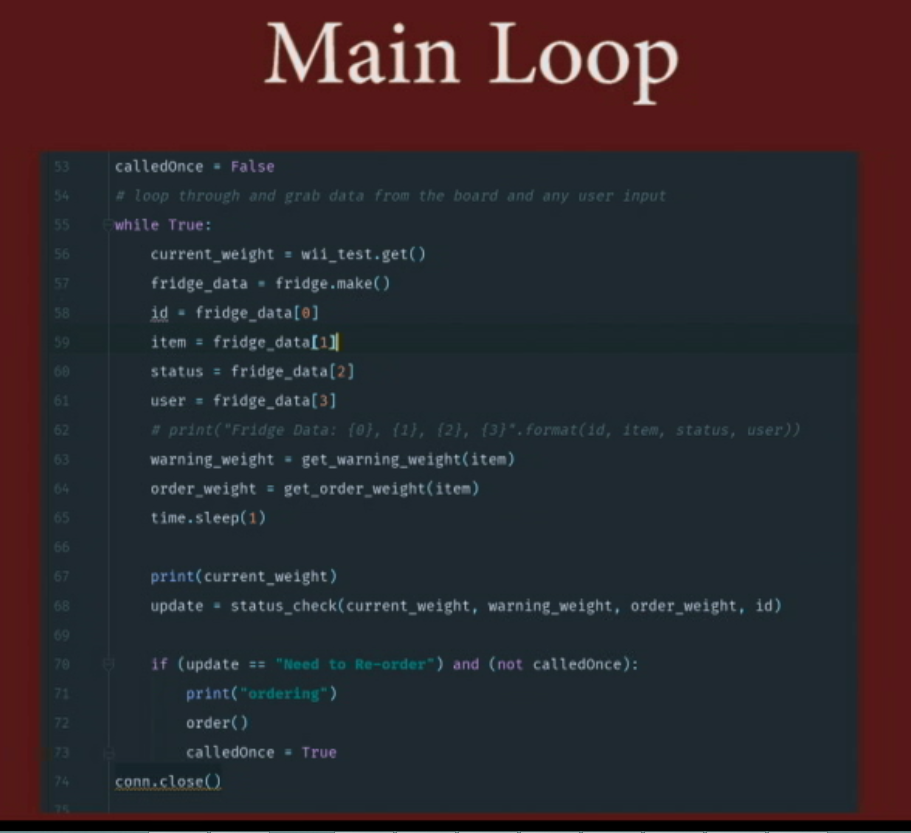 Main Loop
53 calledOnce = False
54 # loop through and grab data from the board and any user input
55 while True:
56 current_weight = wii_test.get()
57 fridge_data = fridge.make()
58 id = fridge_data[0]
59 item = fridge_data[1]
60 status = fridge_data[2]
61 user = fridge_data[3]
62 # print("Fridge Data: {0}, {1}, {2}, {3}".format(id, item, status, user))
63 warning_weight = get_warning_weight(item)
64 order_weight = get_order_weight(item)
65 time.sleep(1)
66
67 print(current_weight)
68 update = status_check(current_weight, warning_weight, order_weight, id)
69
70 if (update == "Need to Re-order") and (not calledOnce):
71 print("ordering")
72 order()
73 calledOnce = True
74 conn.close()
75